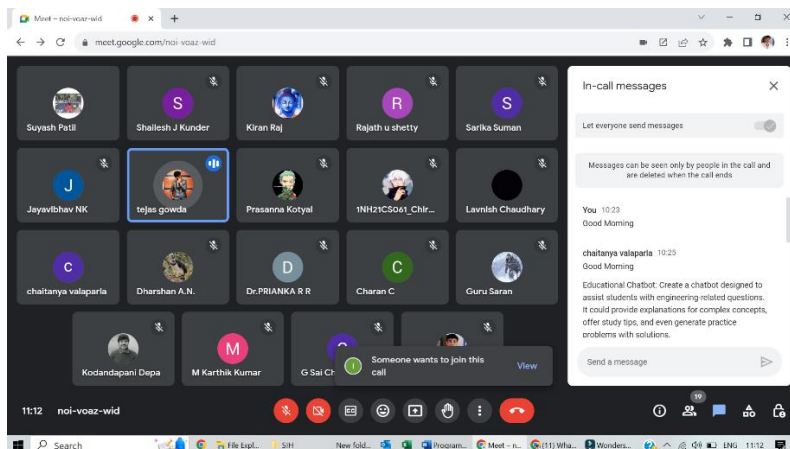 Meet – noi-voaz-wid
meet.google.com/noi-voaz-wid
Suyash Patil
S
Shailesh J Kunder
Kiran Raj
R
Rajath u shetty
S
Sarika Suman
J
Jayavibhav NK
tejas gowda
Prasanna Kotyal
1NH21CS061_Chir...
Lavnish Chaudhary
C
chaitanya valaparla
Dharshan A.N.
D
Dr.PRIANKA R R
C
Charan C
Guru Saran
Kodandapani Depa
M
M Karthik Kumar
G Sai Ch
Someone wants to join this
call
View
In-call messages
Let everyone send messages
Messages can be seen only by people in the call and
are deleted when the call ends
You 10:23
Good Morning
chaitanya valaparla 10:25
Good Morning
Educational Chatbot: Create a chatbot designed to
assist students with engineering-related questions.
It could provide explanations for complex concepts,
offer study tips, and even generate practice
problems with solutions.
Send a message
11:12 noi-voaz-wid
19
Search
File Expl...
SIH
New fold...
Program...
Meet – n...
(11) Wha...
Wonders...
ENG 11:12